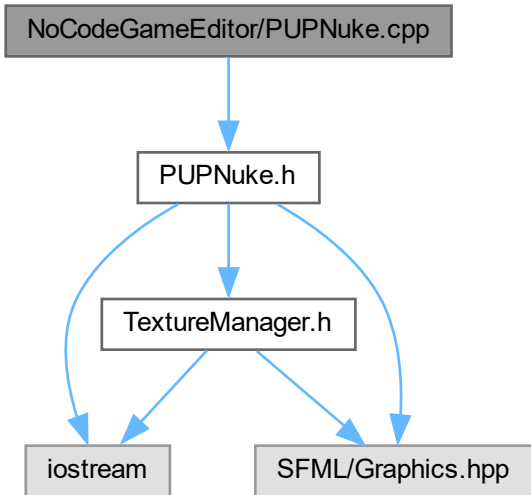 NoCodeGameEditor/PUPNuke.cpp
PUPNuke.h
TextureManager.h
iostream
SFML/Graphics.hpp